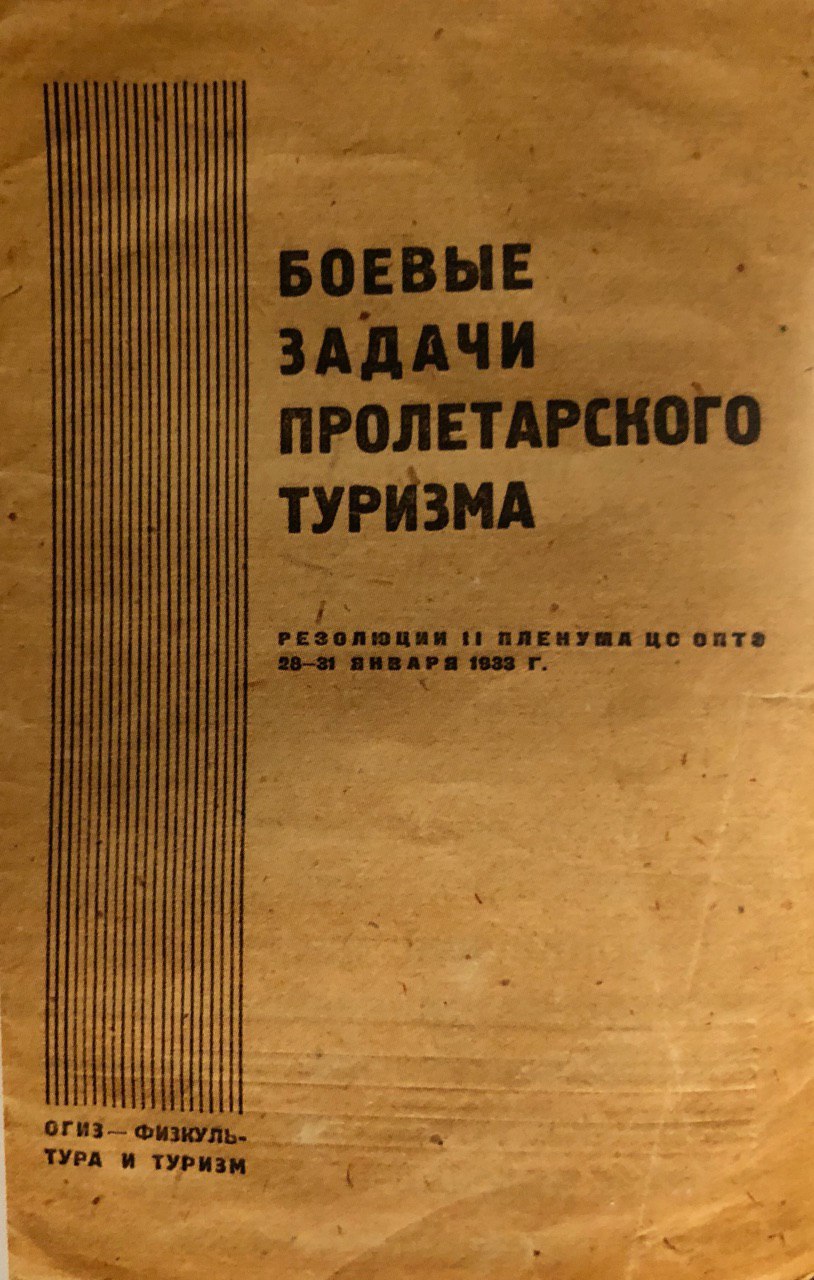 БОЕВЫЕ
ЗАДАЧИ
ПРОЛЕТАРСКОГО
ТУРИЗМА
РЕЗОЛЮЦИИ II ПЛЕНУМА ЦС ОПТЭ
28–31 ЯНВАРЯ 1933 Г.
ОГИЗ — ФИЗКУЛЬ-
ТУРА И ТУРИЗМ